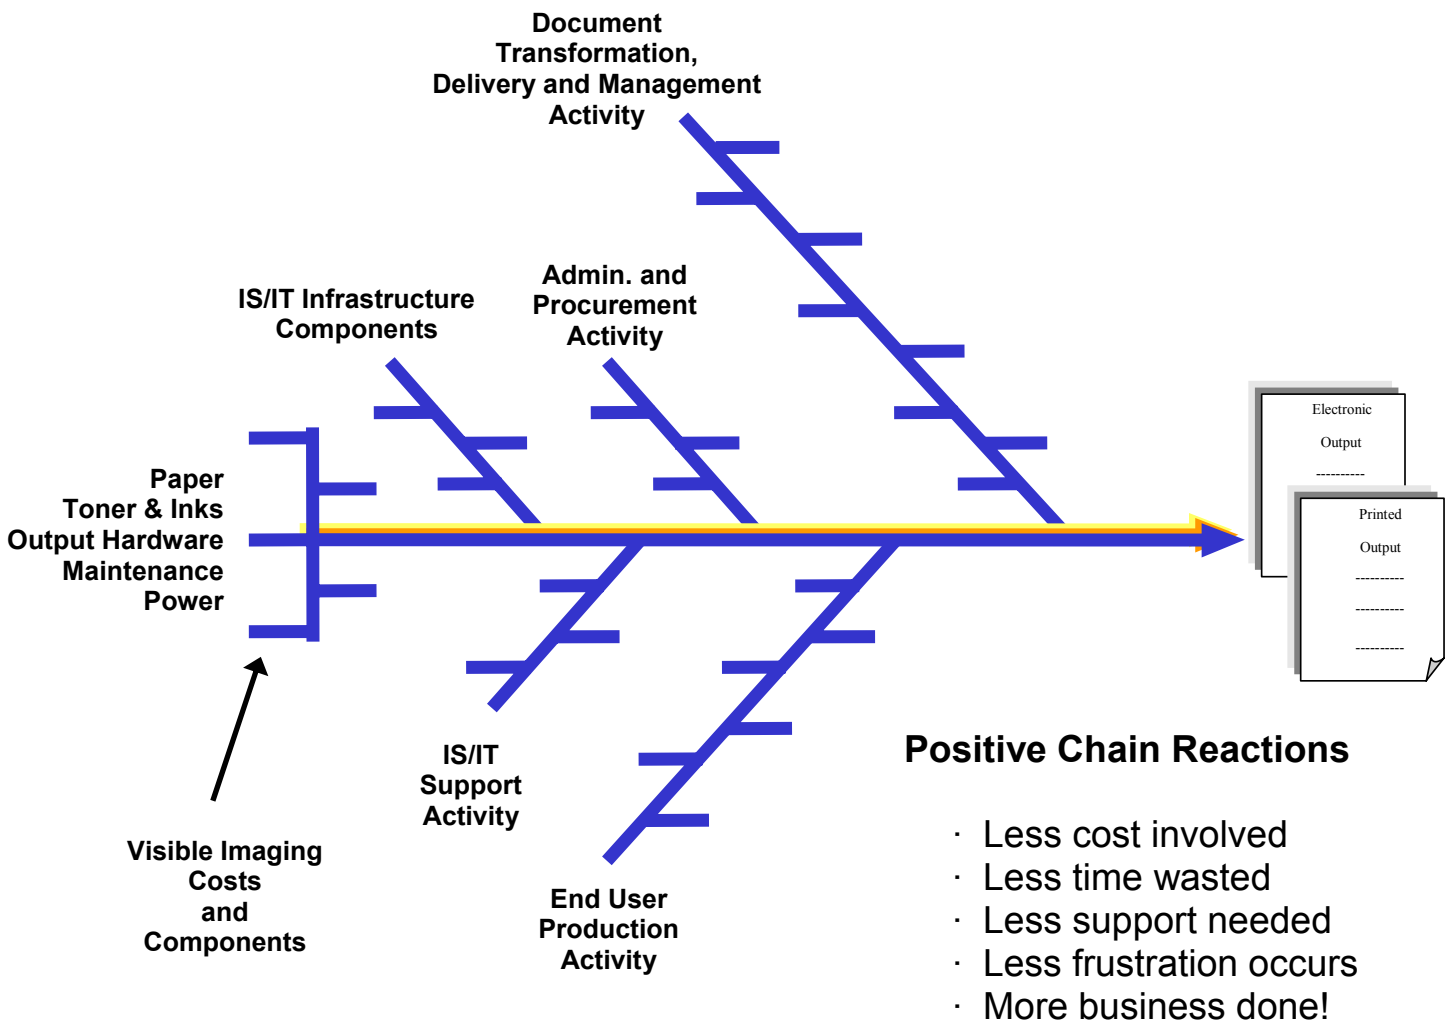 Document
Transformation,
Delivery and Management
Activity
Admin. and
Procurement
Activity
IS/IT Infrastructure
Components
Electronic
Output
----------
Printed
Output
----------
----------
----------
Paper
Toner & Inks
Output Hardware
Maintenance
Power
IS/IT
Support
Activity
Visible Imaging
Costs
and
Components
End User
Production
Activity
Positive Chain Reactions
· Less cost involved
· Less time wasted
· Less support needed
· Less frustration occurs
· More business done!